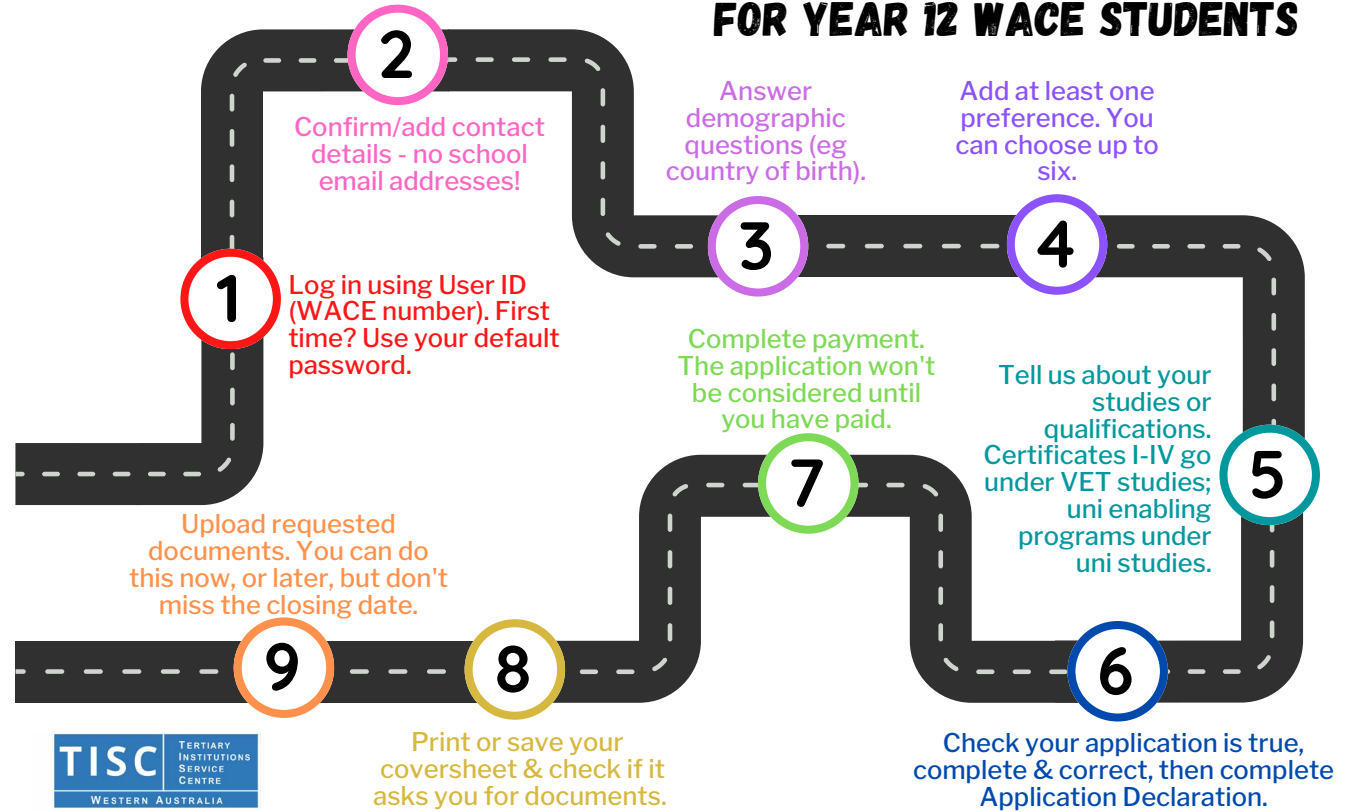 FOR YEAR 12 WACE STUDENTS
1
Log in using User ID
(WACE number). First
time? Use your default
password.
2
Confirm/add contact
details - no school
email addresses!
3
Answer
demographic
questions (eg
country of birth).
4
Add at least one
preference. You
can choose up to
six.
5
Tell us about your
studies or
qualifications.
Certificates I-IV go
under VET studies;
uni enabling
programs under
uni studies.
6
Check your application is true,
complete & correct, then complete
Application Declaration.
7
Complete payment.
The application won't
be considered until
you have paid.
8
Print or save your
coversheet & check if it
asks you for documents.
9
Upload requested
documents. You can do
this now, or later, but don't
miss the closing date.
TISC
TERTIARY
INSTITUTIONS
SERVICE
CENTRE
WESTERN AUSTRALIA